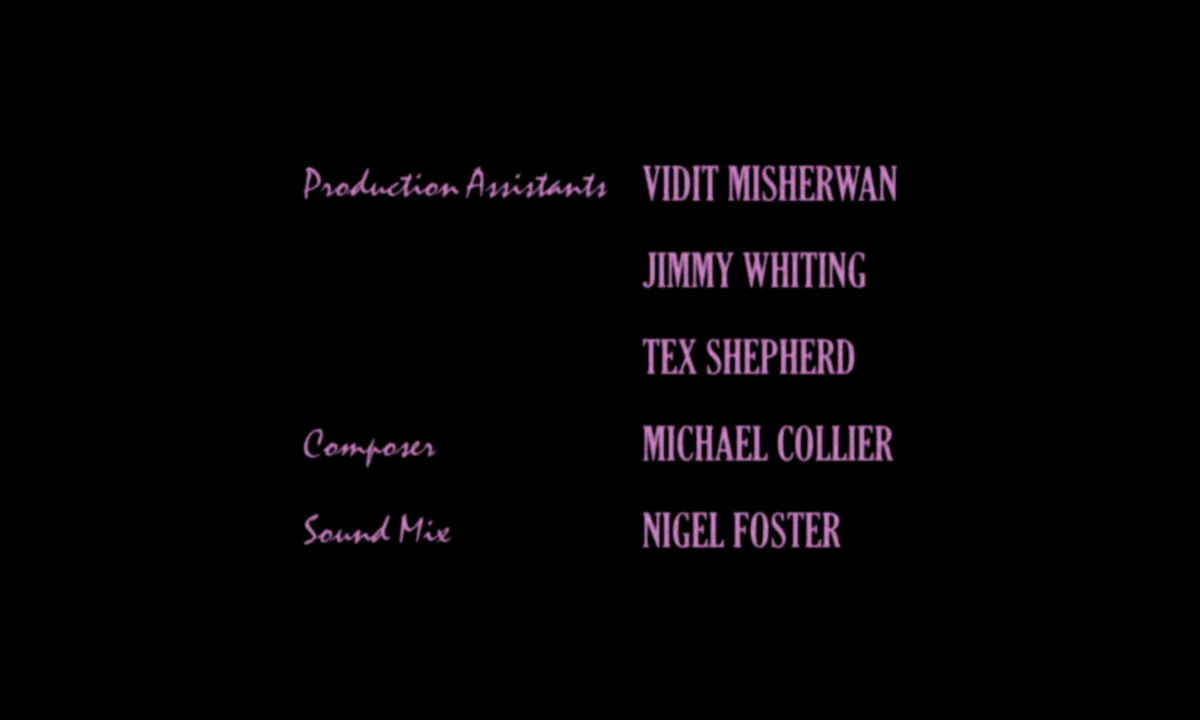 Production Assistants VIDIT MISHERWAN
JIMMY WHITING
TEX SHEPHERD
Composer MICHAEL COLLIER
Sound Mix NIGEL FOSTER